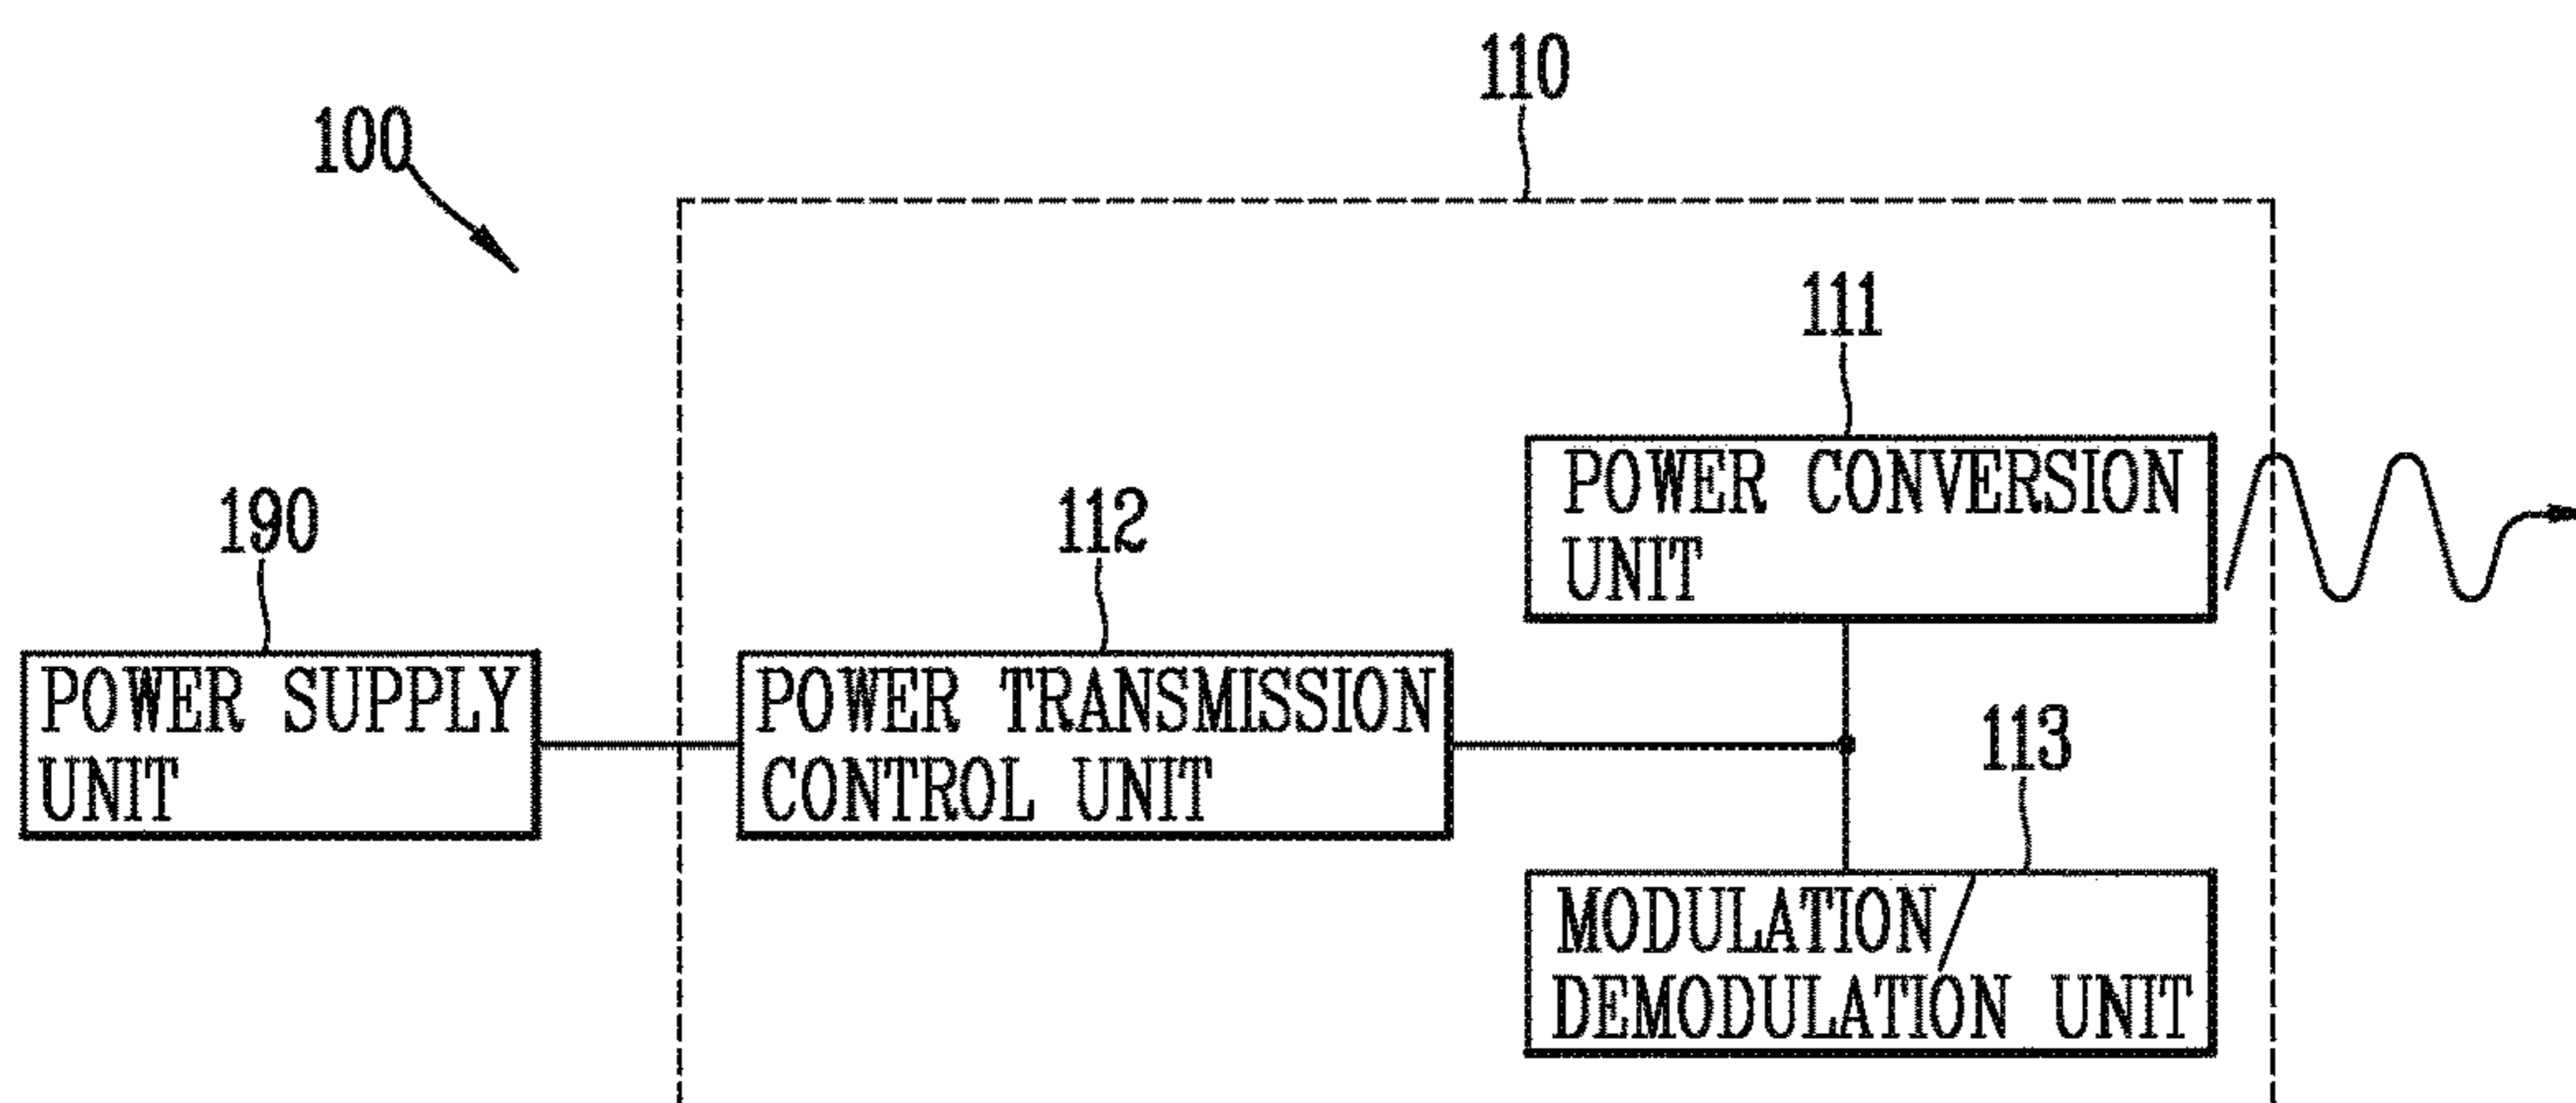 110
100
111
POWER CONVERSION
UNIT
190
112
POWER SUPPLY
UNIT
POWER TRANSMISSION
CONTROL UNIT
113
MODULATION/
DEMODULATION UNIT